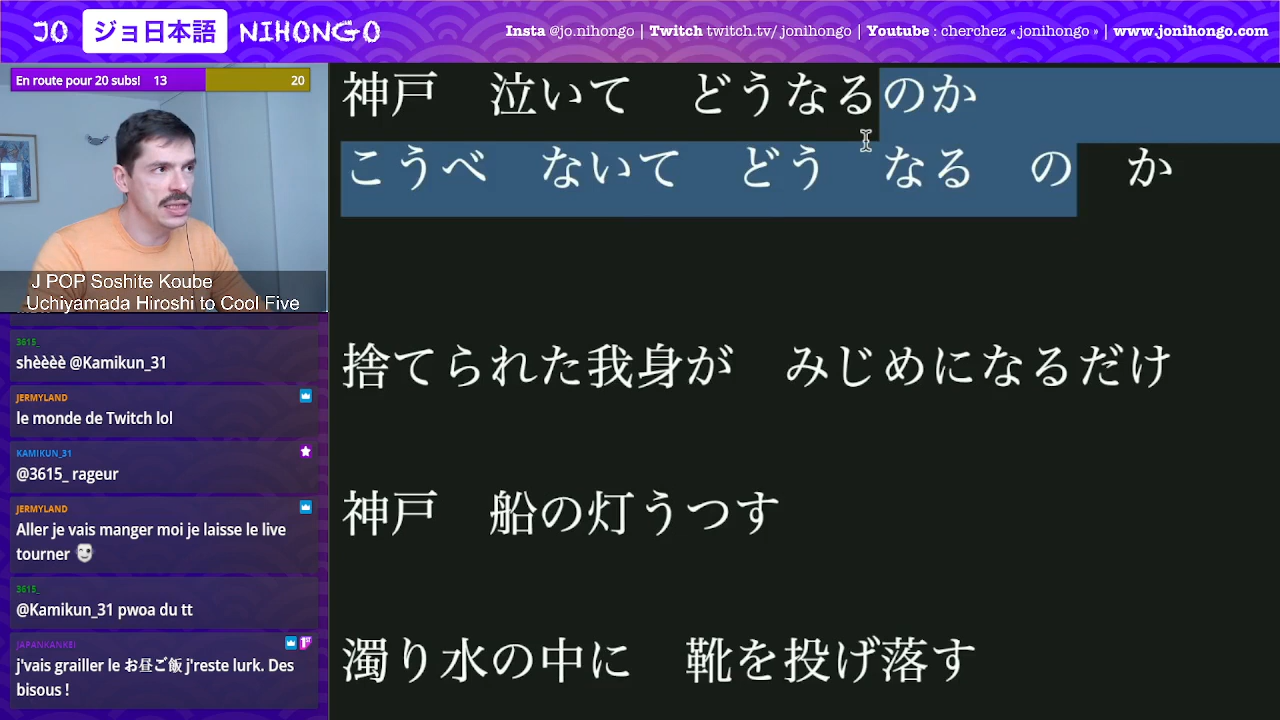 JO ジョ日本語 NIHONGO
Insta @jo.nihongo | Twitch twitch.tv/ jonihongo | Youtube : cherchez « jonihongo » | www.jonihongo.com
En route pour 20 subs! 13 20
J POP Soshite Koube
Uchiyamada Hiroshi to Cool Five
3615_
shèèèè @Kamikun_31
JERMYLAND
le monde de Twitch lol
KAMIKUN_31
@3615_ rageur
JERMYLAND
Aller je vais manger moi je laisse le live
tourner
3615_
@Kamikun_31 pwoa du tt
JAPANKANKEI
j'vais grailler le お昼ご飯 j'reste lurk. Des
bisous !
神戸 泣いて どうなるのか
こうべ ないて どう なる の か
捨てられた我身が みじめになるだけ
神戸 船の灯うつす
濁り水の中に 靴を投げ落す